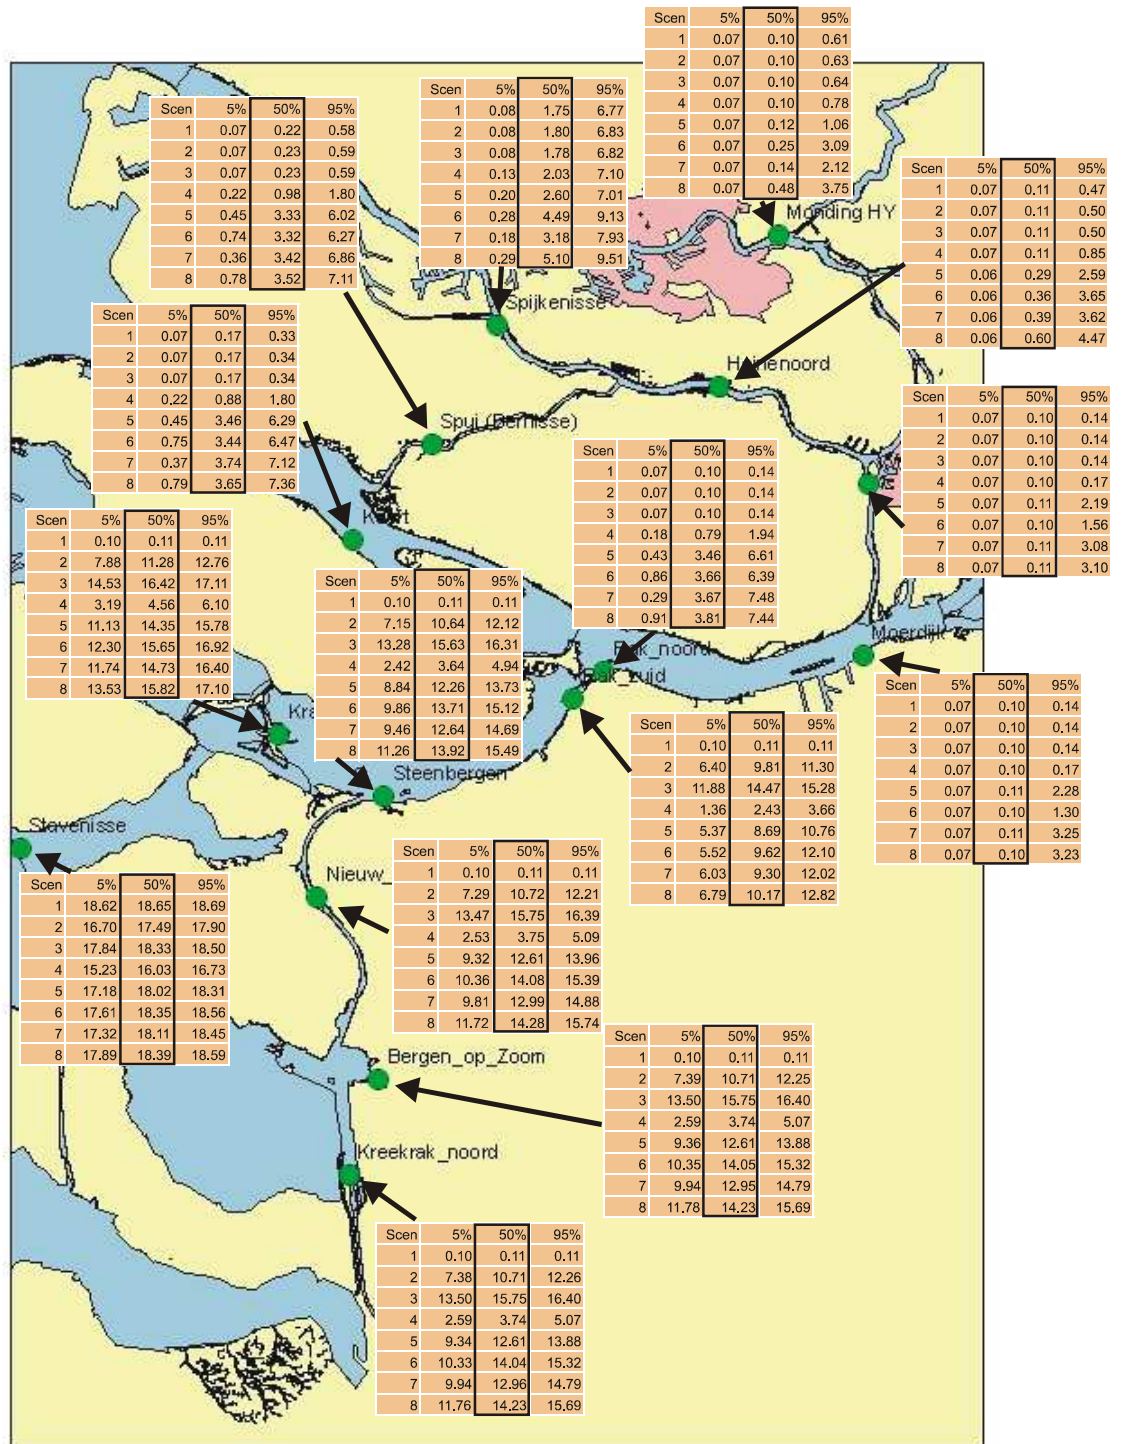 Scen 5% 50% 95%
1 0.07 0.10 0.61
2 0.07 0.10 0.63
3 0.07 0.10 0.64
4 0.07 0.10 0.78
5 0.07 0.12 1.06
6 0.07 0.25 3.09
7 0.07 0.14 2.12
8 0.07 0.48 3.75
Scen 5% 50% 95%
1 0.08 1.75 6.77
2 0.08 1.80 6.83
3 0.08 1.78 6.82
4 0.13 2.03 7.10
5 0.20 2.60 7.01
6 0.28 4.49 9.13
7 0.18 3.18 7.93
8 0.29 5.10 9.51
Scen 5% 50% 95%
1 0.07 0.22 0.58
2 0.07 0.23 0.59
3 0.07 0.23 0.59
4 0.22 0.98 1.80
5 0.45 3.33 6.02
6 0.74 3.32 6.27
7 0.36 3.42 6.86
8 0.78 3.52 7.11
Scen 5% 50% 95%
1 0.07 0.11 0.47
2 0.07 0.11 0.50
3 0.07 0.11 0.50
4 0.07 0.11 0.85
5 0.06 0.29 2.59
6 0.06 0.36 3.65
7 0.06 0.39 3.62
8 0.06 0.60 4.47
Monding HY
Spijkenisse
Heinenoord
Scen 5% 50% 95%
1 0.07 0.17 0.33
2 0.07 0.17 0.34
3 0.07 0.17 0.34
4 0.22 0.88 1.80
5 0.45 3.46 6.29
6 0.75 3.44 6.47
7 0.37 3.74 7.12
8 0.79 3.65 7.36
Scen 5% 50% 95%
1 0.07 0.10 0.14
2 0.07 0.10 0.14
3 0.07 0.10 0.14
4 0.07 0.10 0.17
5 0.07 0.11 2.19
6 0.07 0.10 1.56
7 0.07 0.11 3.08
8 0.07 0.11 3.10
Spui (Bernisse)
Scen 5% 50% 95%
1 0.07 0.10 0.14
2 0.07 0.10 0.14
3 0.07 0.10 0.14
4 0.18 0.79 1.94
5 0.43 3.46 6.61
6 0.86 3.66 6.39
7 0.29 3.67 7.48
8 0.91 3.81 7.44
Scen 5% 50% 95%
1 0.10 0.11 0.11
2 7.88 11.28 12.76
3 14.53 16.42 17.11
4 3.19 4.56 6.10
5 11.13 14.35 15.78
6 12.30 15.65 16.92
7 11.74 14.73 16.40
8 13.53 15.82 17.10
Scen 5% 50% 95%
1 0.10 0.11 0.11
2 7.15 10.64 12.12
3 13.28 15.63 16.31
4 2.42 3.64 4.94
5 8.84 12.26 13.73
6 9.86 13.71 15.12
7 9.46 12.64 14.69
8 11.26 13.92 15.49
Moerdijk
Kra
Steenbergen
Scen 5% 50% 95%
1 0.07 0.10 0.14
2 0.07 0.10 0.14
3 0.07 0.10 0.14
4 0.07 0.10 0.17
5 0.07 0.11 2.28
6 0.07 0.10 1.30
7 0.07 0.11 3.25
8 0.07 0.10 3.23
Scen 5% 50% 95%
1 0.10 0.11 0.11
2 6.40 9.81 11.30
3 11.88 14.47 15.28
4 1.36 2.43 3.66
5 5.37 8.69 10.76
6 5.52 9.62 12.10
7 6.03 9.30 12.02
8 6.79 10.17 12.82
Stavenisse
Scen 5% 50% 95%
1 18.62 18.65 18.69
2 16.70 17.49 17.90
3 17.84 18.33 18.50
4 15.23 16.03 16.73
5 17.18 18.02 18.31
6 17.61 18.35 18.56
7 17.32 18.11 18.45
8 17.89 18.39 18.59
Nieuw_
Scen 5% 50% 95%
1 0.10 0.11 0.11
2 7.29 10.72 12.21
3 13.47 15.75 16.39
4 2.53 3.75 5.09
5 9.32 12.61 13.96
6 10.36 14.08 15.39
7 9.81 12.99 14.88
8 11.72 14.28 15.74
Bergen_op_Zoom
Scen 5% 50% 95%
1 0.10 0.11 0.11
2 7.39 10.71 12.25
3 13.50 15.75 16.40
4 2.59 3.74 5.07
5 9.36 12.61 13.88
6 10.35 14.05 15.32
7 9.94 12.95 14.79
8 11.78 14.23 15.69
Kreekrak_noord
Scen 5% 50% 95%
1 0.10 0.11 0.11
2 7.38 10.71 12.26
3 13.50 15.75 16.40
4 2.59 3.74 5.07
5 9.34 12.61 13.88
6 10.33 14.04 15.32
7 9.94 12.96 14.79
8 11.76 14.23 15.69